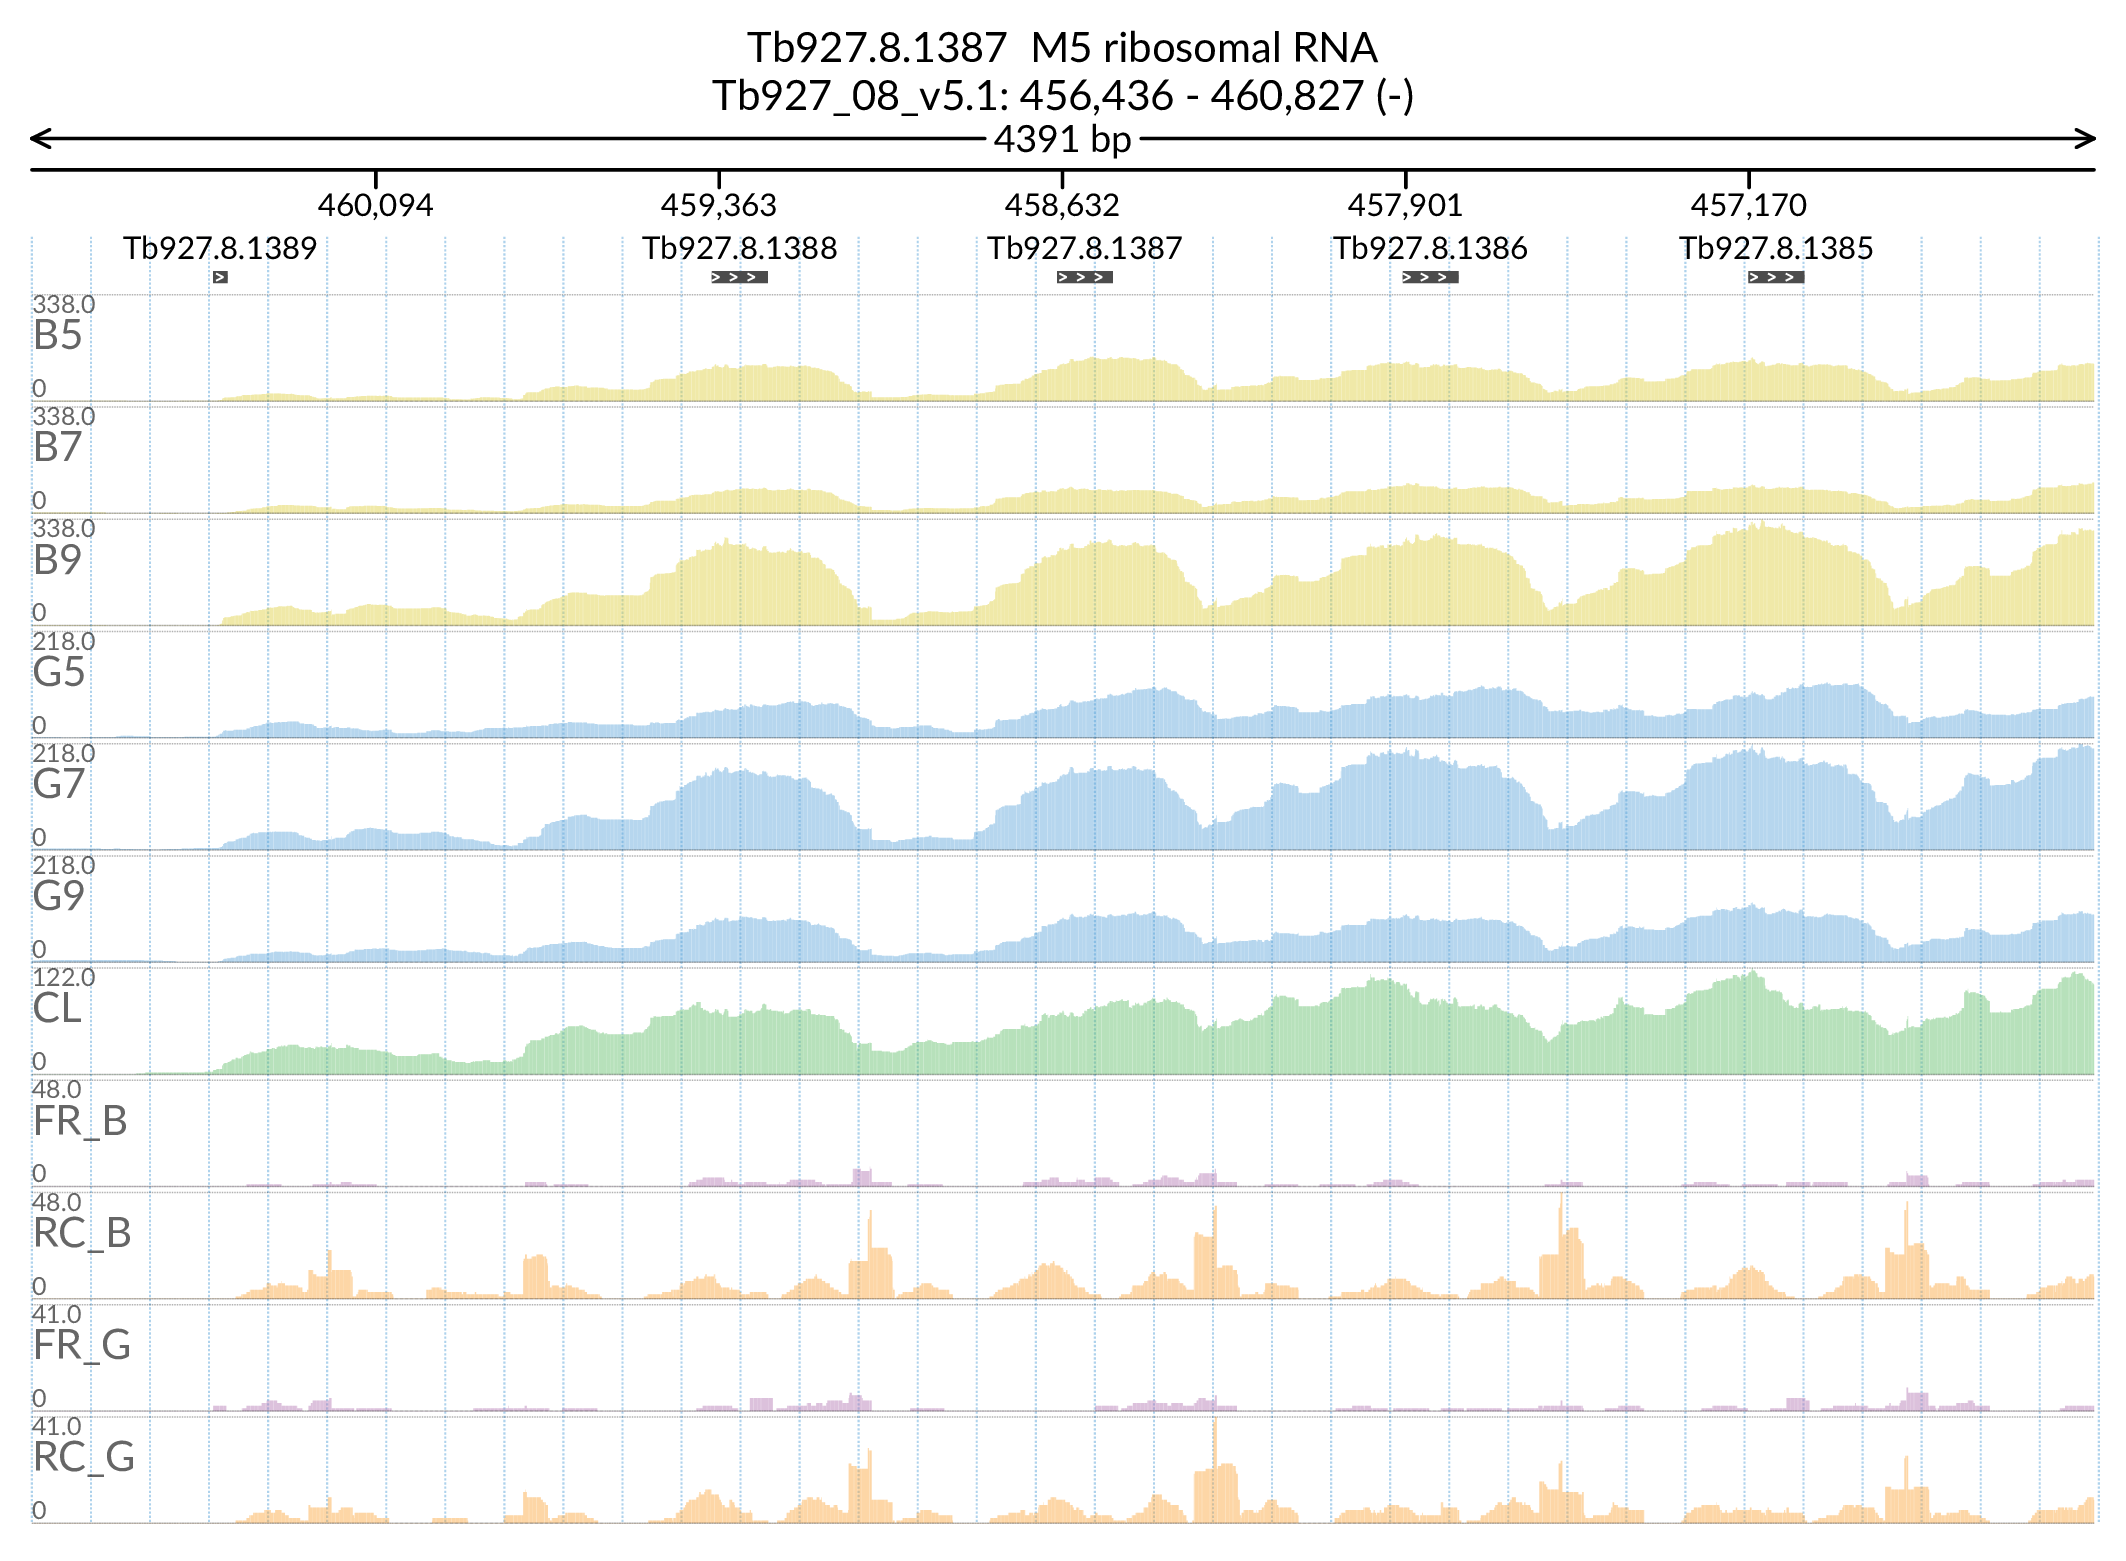 Tb927.8.1387  M5 ribosomal RNA
Tb927_08_v5.1: 456,436 - 460,827 (-)
4391 bp
460,094 459,363 458,632 457,901 457,170
Tb927.8.1389 Tb927.8.1388 Tb927.8.1387 Tb927.8.1386 Tb927.8.1385
338.0
B5
0
338.0
B7
0
338.0
B9
0
218.0
G5
0
218.0
G7
0
218.0
G9
0
122.0
CL
0
48.0
FR_B
0
48.0
RC_B
0
41.0
FR_G
0
41.0
RC_G
0